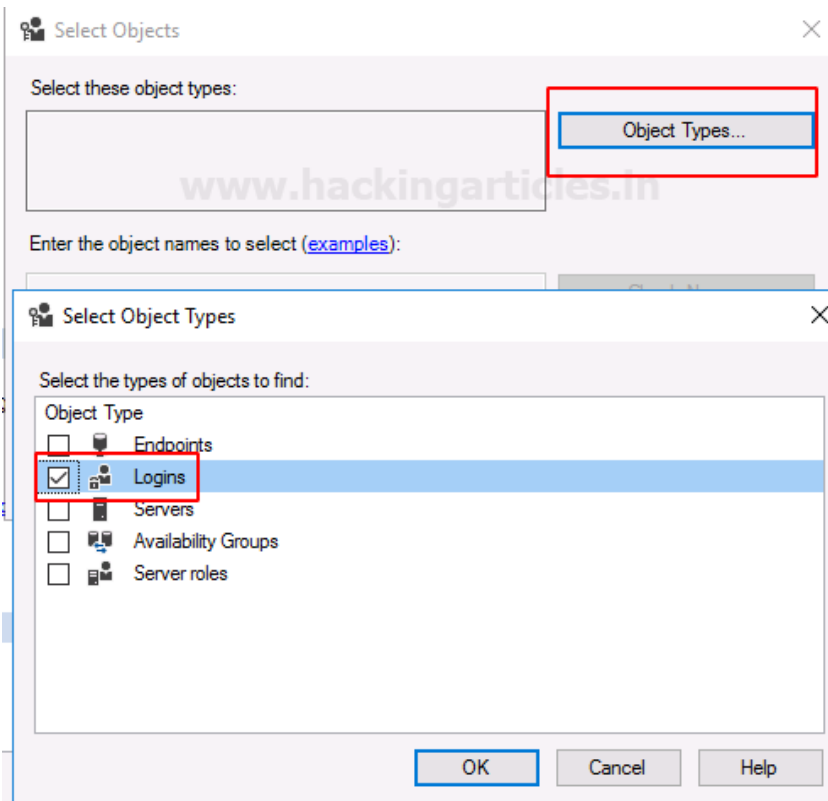 Select Objects
Select these object types:
Object Types...
www.hackingarticles.in
Enter the object names to select (examples):
Select Object Types
Select the types of objects to find:
Object Type
Endpoints
Logins
Servers
Availability Groups
Server roles
OK Cancel Help